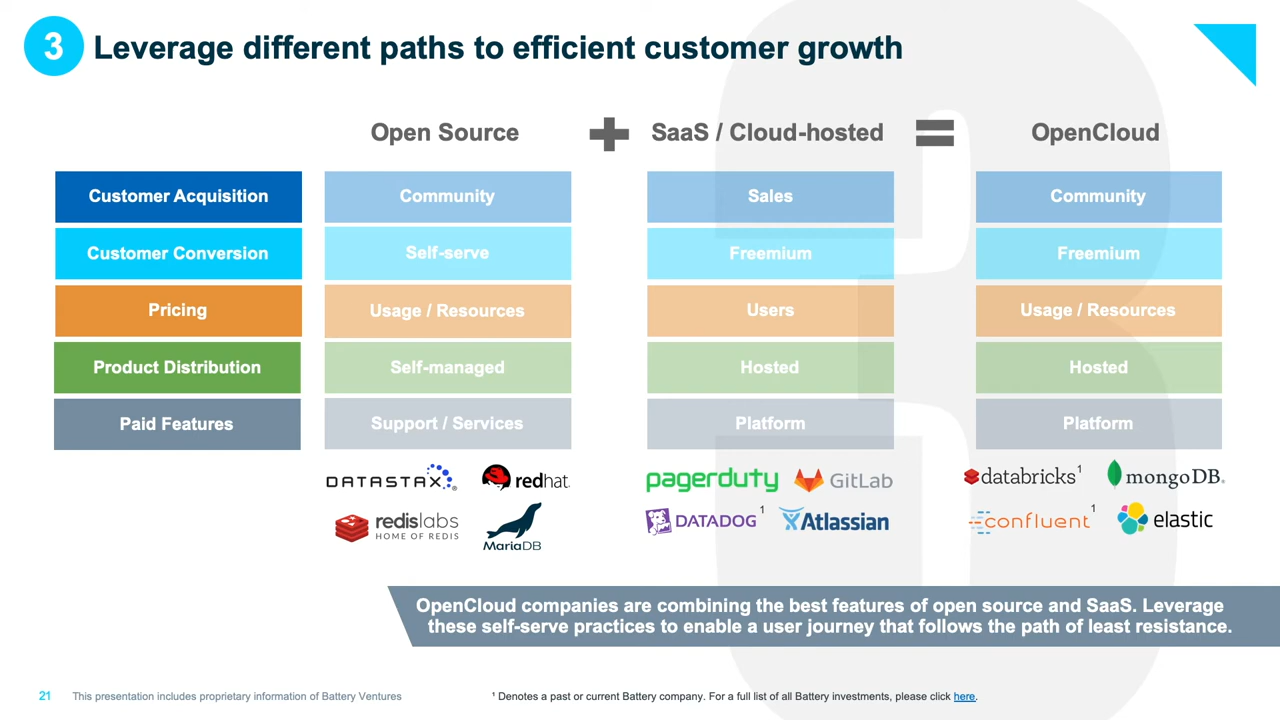 3
Leverage different paths to efficient customer growth
Open Source
SaaS / Cloud-hosted
OpenCloud
Customer Acquisition
Community
Sales
Community
Customer Conversion
Self-serve
Freemium
Freemium
Pricing
Usage / Resources
Users
Usage / Resources
Product Distribution
Self-managed
Hosted
Hosted
Paid Features
Support / Services
Platform
Platform
DATASTAX®
redhat.
pagerduty
GitLab
databricks¹
mongoDB®
redislabs
HOME OF REDIS
MariaDB
DATADOG¹
Atlassian
confluent¹
elastic
OpenCloud companies are combining the best features of open source and SaaS. Leverage
these self-serve practices to enable a user journey that follows the path of least resistance.
21
This presentation includes proprietary information of Battery Ventures
¹ Denotes a past or current Battery company. For a full list of all Battery investments, please click here.